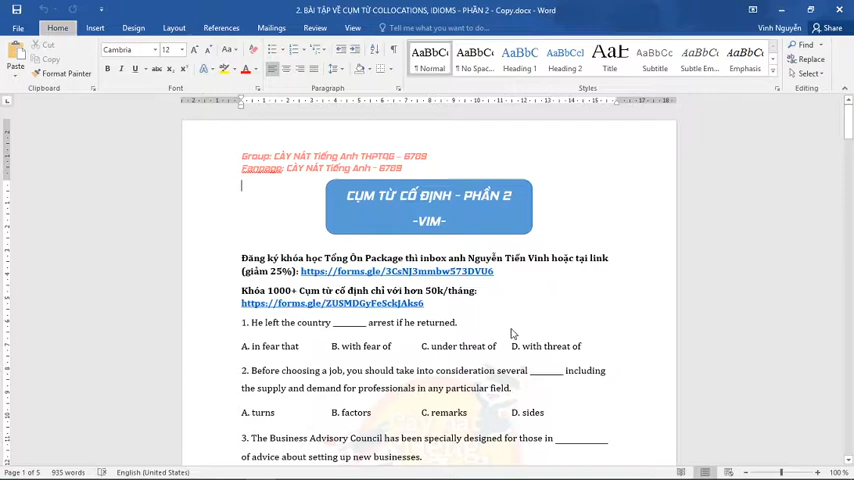 2. BÀI TẬP VỀ CỤM TỪ COLLOCATIONS, IDIOMS - PHẦN 2 - Copy.docx - Word
File Home Insert Design Layout References Mailings Review View Tell me what you want to do... Vinh Nguyễn Share
Cut
Copy
Paste Format Painter
Cambria 12
Clipboard Font Paragraph Styles Editing
AaBbC AaBbC AaBbC AaBbCcI AaB AaBbCcC AaBbCc AaBbCc
¶ Normal ¶ No Spac... Heading 1 Heading 2 Title Subtitle Subtle Em... Emphasis
Find
Replace
Select
Group: CÀY NÁT Tiếng Anh THPTQG – 6789
Fanpage: CÀY NÁT Tiếng Anh - 6789
CỤM TỪ CỐ ĐỊNH - PHẦN 2
-VIM-
Đăng ký khóa học Tổng Ôn Package thì inbox anh Nguyễn Tiến Vinh hoặc tại link
(giảm 25%): https://forms.gle/3CsNJ3mmbw573DVU6
Khóa 1000+ Cụm từ cố định chỉ với hơn 50k/tháng:
https://forms.gle/ZUSMDGyFeSckJAks6
1. He left the country _______ arrest if he returned.
A. in fear that B. with fear of C. under threat of D. with threat of
2. Before choosing a job, you should take into consideration several _______ including
the supply and demand for professionals in any particular field.
A. turns B. factors C. remarks D. sides
3. The Business Advisory Council has been specially designed for those in ___________
of advice about setting up new businesses.
Page 1 of 5 935 words English (United States) 100 %